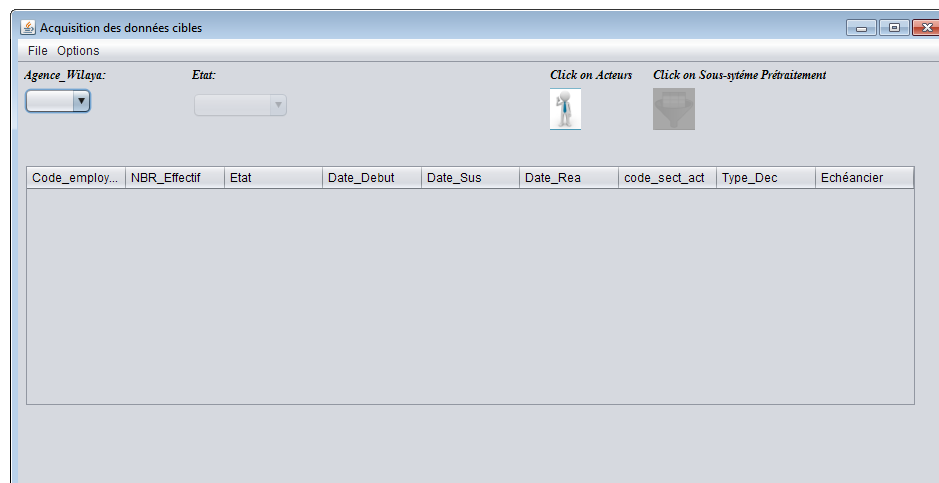 Acquisition des données cibles
File Options
Agence_Wilaya: Etat: Click on Acteurs Click on Sous-sytéme Prétraitement
Code_employ... NBR_Effectif Etat Date_Debut Date_Sus Date_Rea code_sect_act Type_Dec Echéancier